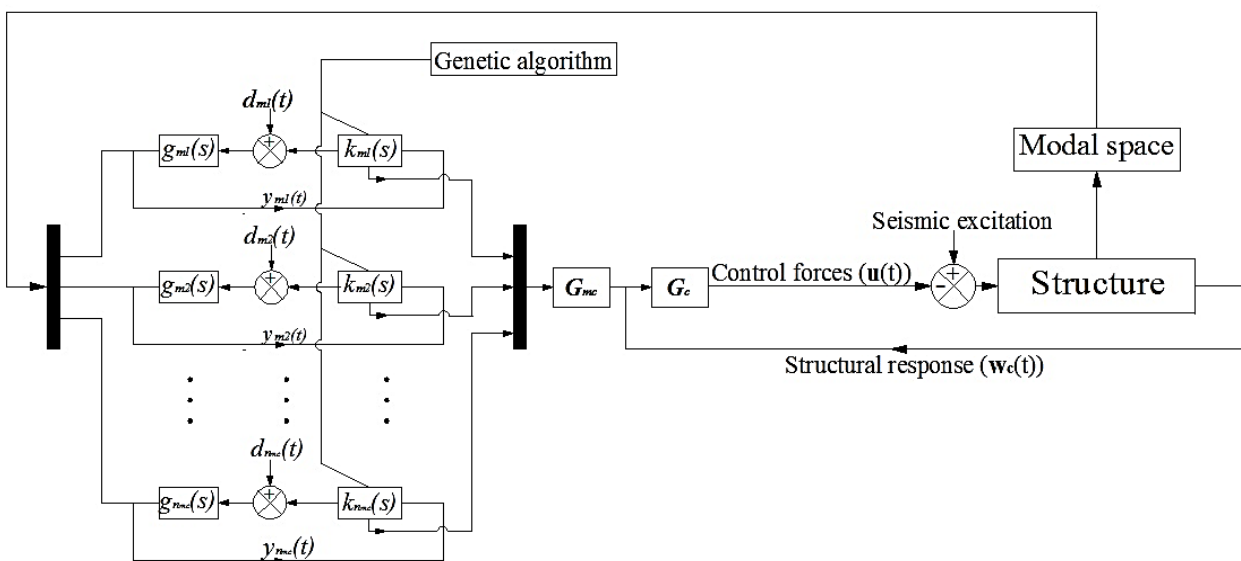 Genetic algorithm
dm1(t)
gm1(s)
+
km1(s)
ym1(t)
Modal space
Seismic excitation
dm2(t)
gm2(s)
+
km2(s)
ym2(t)
Gmc
Gc
Control forces (u(t))
+
-
Structure
Structural response (wc(t))
dnmc(t)
gnmc(s)
+
knmc(s)
ynmc(t)